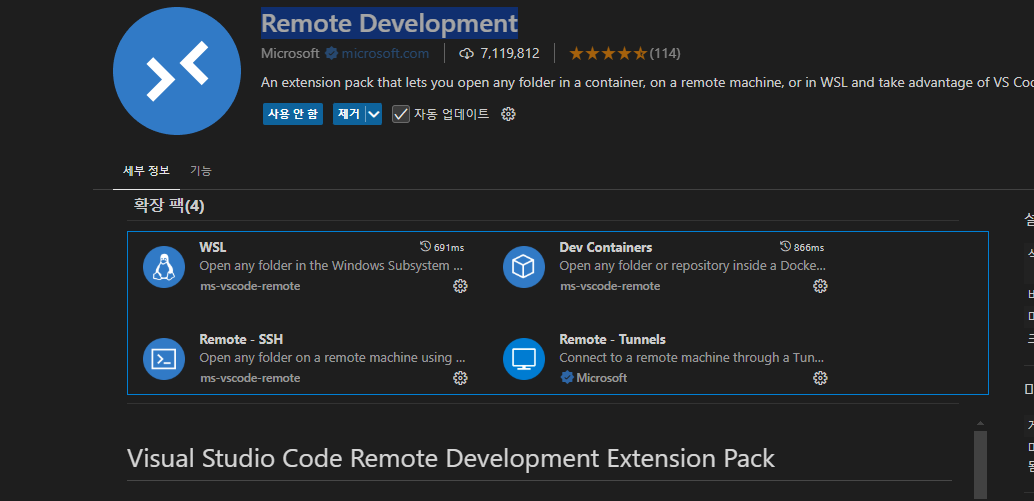 Remote Development
Microsoft microsoft.com 7,119,812 (114)
An extension pack that lets you open any folder in a container, on a remote machine, or in WSL and take advantage of VS
사용 안 함 제거 자동 업데이트
세부 정보 기능
확장 팩(4)
WSL 691ms
Open any folder in the Windows Subsystem ...
ms-vscode-remote
Dev Containers 866ms
Open any folder or repository inside a Docke...
ms-vscode-remote
Remote - SSH
Open any folder on a remote machine using ...
ms-vscode-remote
Remote - Tunnels
Connect to a remote machine through a Tun...
Microsoft
Visual Studio Code Remote Development Extension Pack